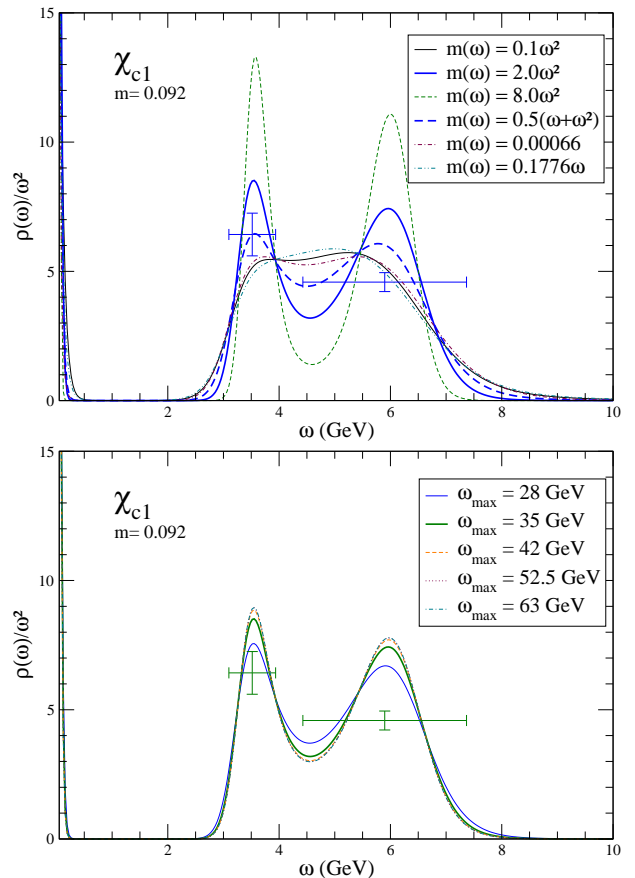 15
10
5
0
ρ(ω)/ω²
χc1
m= 0.092
m(ω) = 0.1ω²
m(ω) = 2.0ω²
m(ω) = 8.0ω²
m(ω) = 0.5(ω+ω²)
m(ω) = 0.00066
m(ω) = 0.1776ω
2 4 6 8 10
ω (GeV)
15
10
5
0
ρ(ω)/ω²
χc1
m= 0.092
ωmax = 28 GeV
ωmax = 35 GeV
ωmax = 42 GeV
ωmax = 52.5 GeV
ωmax = 63 GeV
2 4 6 8 10
ω (GeV)